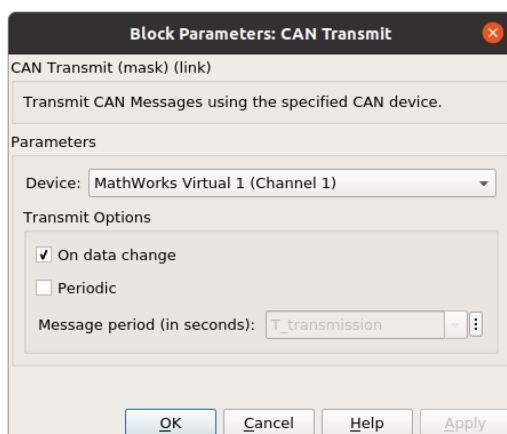 Block Parameters: CAN Transmit
CAN Transmit (mask) (link)
Transmit CAN Messages using the specified CAN device.
Parameters
Device: MathWorks Virtual 1 (Channel 1)
Transmit Options
On data change
Periodic
Message period (in seconds): T_transmission
OK Cancel Help Apply